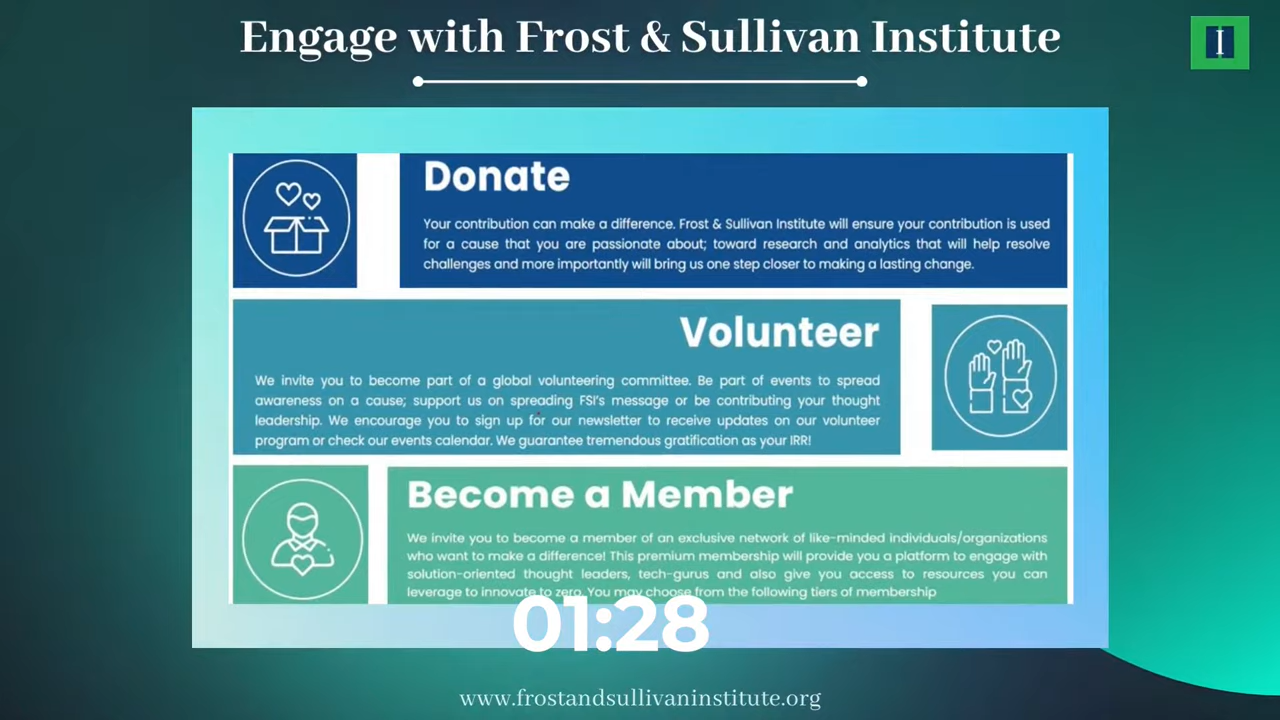 Engage with Frost & Sullivan Institute
I
Donate
Your contribution can make a difference. Frost & Sullivan Institute will ensure your contribution is used
for a cause that you are passionate about; toward research and analytics that will help resolve
challenges and more importantly will bring us one step closer to making a lasting change.
Volunteer
We invite you to become part of a global volunteering committee. Be part of events to spread
awareness on a cause; support us on spreading FSI's message or be contributing your thought
leadership. We encourage you to sign up for our newsletter to receive updates on our volunteer
program or check our events calendar. We guarantee tremendous gratification as your IRR!
Become a Member
We invite you to become a member of an exclusive network of like-minded individuals/organizations
who want to make a difference! This premium membership will provide you a platform to engage with
solution-oriented thought leaders, tech-gurus and also give you access to resources you can
leverage to innovate to zero. You may choose from the following tiers of membership
01:28
www.frostandsullivaninstitute.org